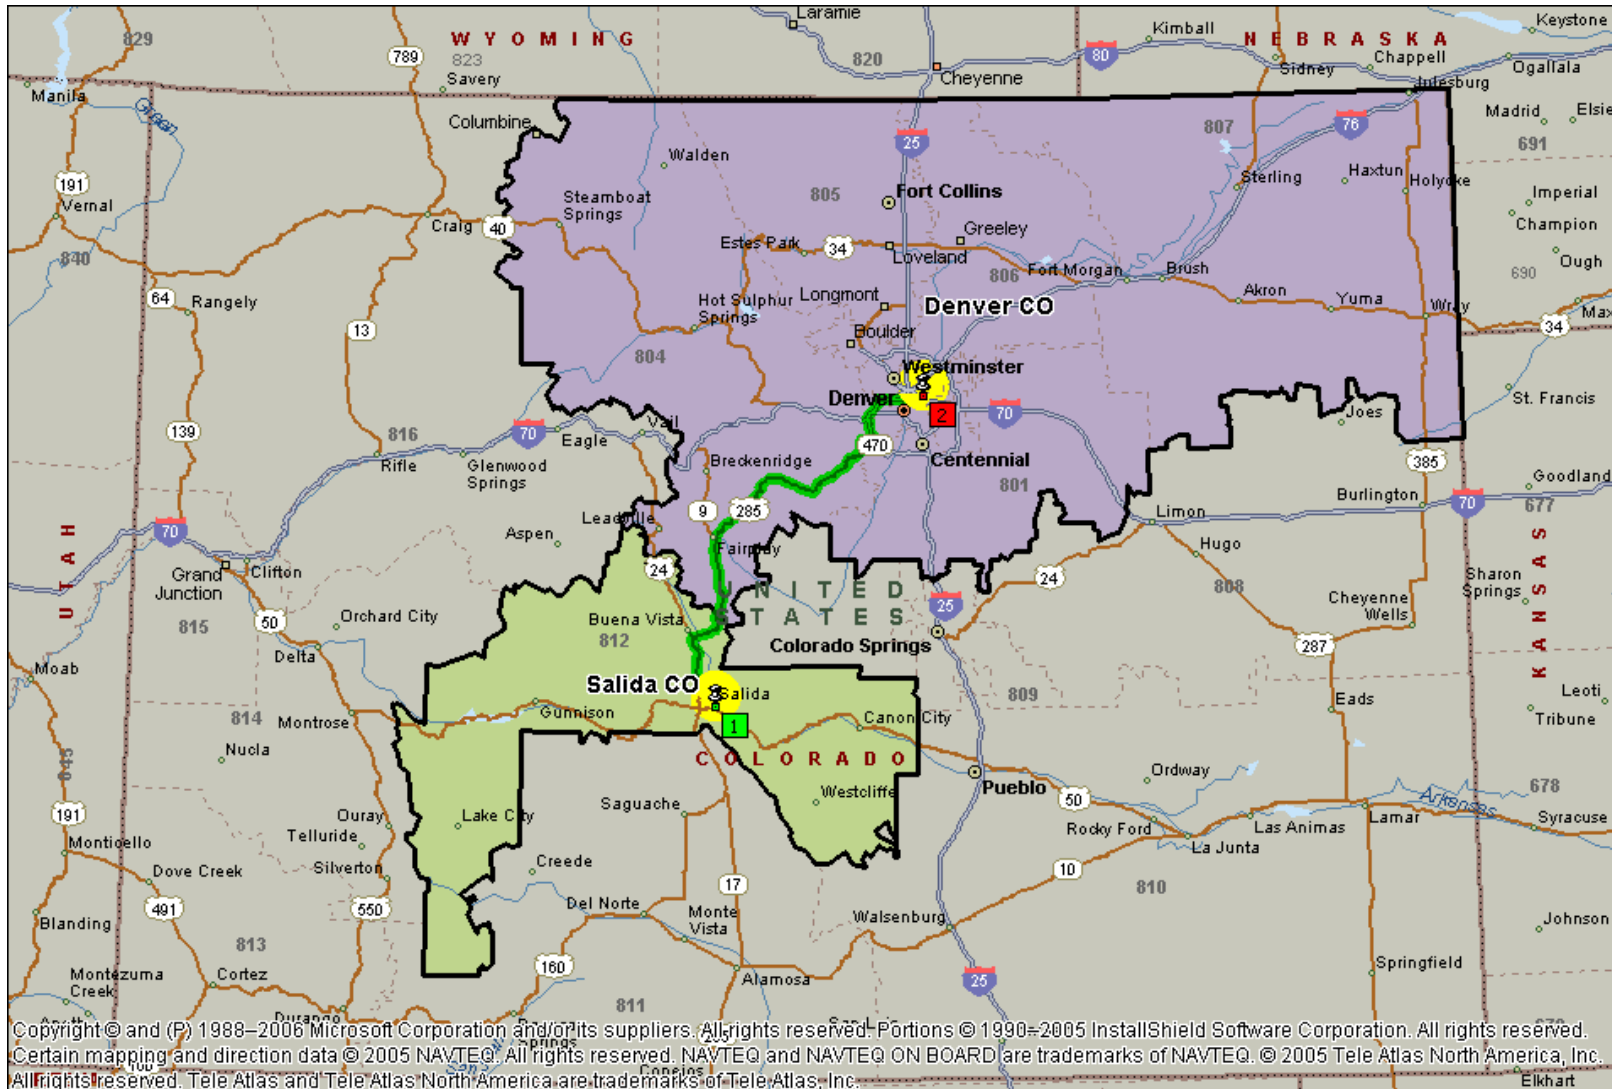 829
WYOMING
Laramie
Kimball
NEBRASKA
Keystone
789
823
820
80
Chappell
Sidney
Ogallala
Savery
Cheyenne
Julesburg
Manila
Green
Columbine
25
807
76
Madrid
Elsie
691
Walden
191
Vernal
Steamboat
Springs
805
Fort Collins
Sterling
Haxtun
Holyoke
Imperial
Craig
40
Greeley
Champion
840
Estes Park
34
Loveland
806
Fort Morgan
Brush
690
Ough
64
Rangely
Hot Sulphur
Springs
Longmont
Denver CO
Akron
Yuma
Wray
34
13
Boulder
804
Westminster
Denver
2
70
Joes
St. Francis
139
816
70
Eagle
Vail
470
Rifle
Glenwood
Springs
Breckenridge
Centennial
801
385
Burlington
70
Goodland
677
UTAH
70
Aspen
Leadville
9
285
Limon
Grand
Junction
Clifton
Fairplay
Hugo
KANSAS
24
24
808
Sharon
Springs
50
Orchard City
UNITED
STATES
25
Cheyenne
Wells
815
Buena Vista
812
Colorado Springs
287
Moab
Delta
Salida CO
Salida
809
Eads
Leoti
814
Montrose
Gunnison
1
Canon City
Tribune
845
Nucla
COLORADO
Ordway
678
191
Ouray
Lake City
Saguache
Westcliffe
Pueblo
50
Arkansas
Monticello
Telluride
Rocky Ford
Las Animas
Lamar
Syracuse
La Junta
Dove Creek
Silverton
Creede
10
491
550
17
810
Blanding
Del Norte
Monte
Vista
Walsenburg
Johnson
813
Montezuma
Creek
Cortez
160
Alamosa
25
Springfield
811
Durango
Copyright © and (P) 1988–2006 Microsoft Corporation and/or its suppliers. All rights reserved. Portions © 1990–2005 InstallShield Software Corporation. All rights reserved.
Springs
285
Certain mapping and direction data © 2005 NAVTEQ. All rights reserved. NAVTEQ and NAVTEQ ON BOARD are trademarks of NAVTEQ. © 2005 Tele Atlas North America, Inc.
All rights reserved. Tele Atlas and Tele Atlas North America are trademarks of Tele Atlas, Inc.
Elkhart